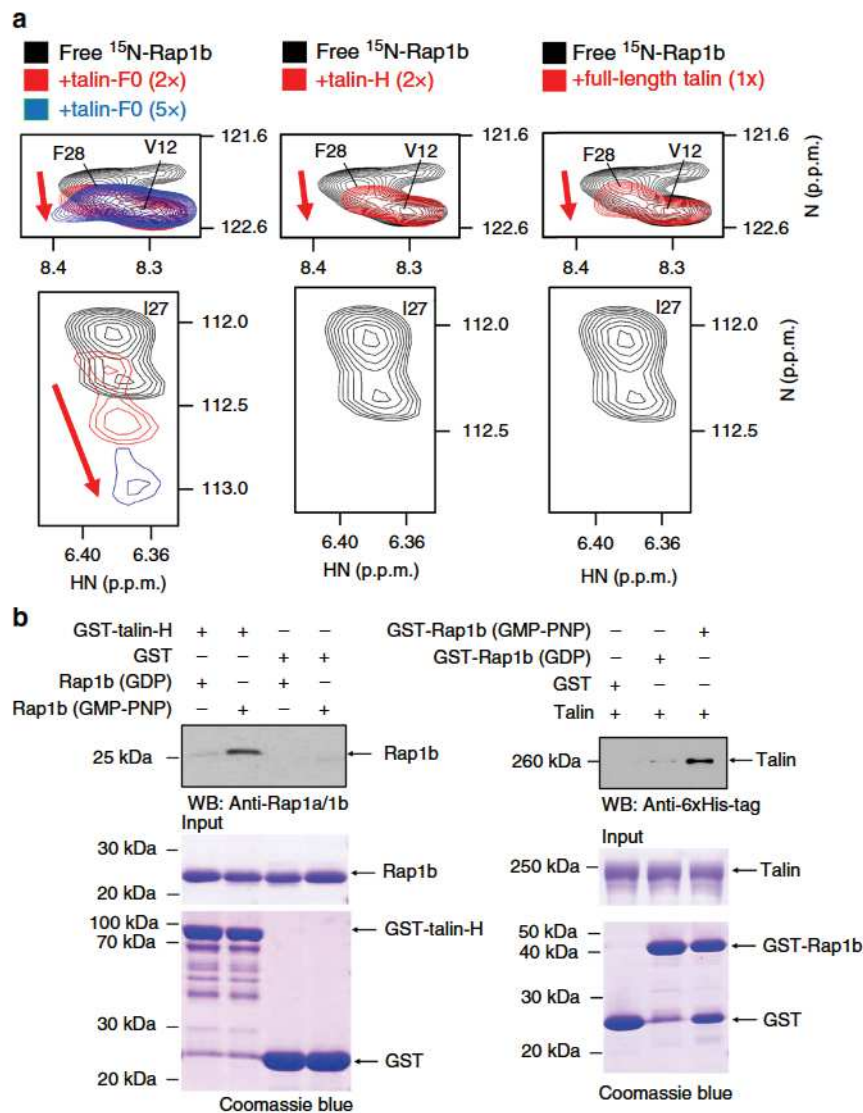 a
Free ¹⁵N-Rap1b
+talin-F0 (2×)
+talin-F0 (5×)
Free ¹⁵N-Rap1b
+talin-H (2×)
Free ¹⁵N-Rap1b
+full-length talin (1x)
F28 V12 121.6
122.6
8.4 8.3
F28 V12 121.6
122.6
8.4 8.3
F28 V12 121.6
122.6
N (p.p.m.)
8.4 8.3
I27
112.0
112.5
113.0
6.40 6.36
HN (p.p.m.)
I27
112.0
112.5
6.40 6.36
HN (p.p.m.)
I27
112.0
112.5
N (p.p.m.)
6.40 6.36
HN (p.p.m.)
b
GST-talin-H + + – –
GST – – + +
Rap1b (GDP) + – + –
Rap1b (GMP-PNP) – + – +
25 kDa Rap1b
WB: Anti-Rap1a/1b
Input
30 kDa
Rap1b
20 kDa
100 kDa
GST-talin-H
70 kDa
30 kDa
GST
20 kDa
Coomassie blue
GST-Rap1b (GMP-PNP) – – +
GST-Rap1b (GDP) – + –
GST + – –
Talin + + +
260 kDa Talin
WB: Anti-6xHis-tag
Input
250 kDa Talin
50 kDa
GST-Rap1b
40 kDa
30 kDa
GST
20 kDa
Coomassie blue